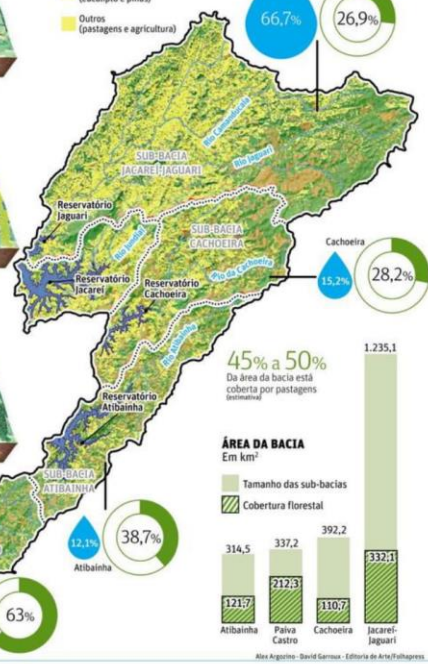 Outros
(pastagens e agricultura)
66,7%
26,9%
Rio Camanducaia
Rio Jaguari
SUB-BACIA
JACAREÍ-JAGUARI
Reservatório
Jaguari
Rio Jundiaí
SUB-BACIA
CACHOEIRA
Reservatório
Jacareí
Reservatório
Cachoeira
Rio da Cachoeira
Cachoeira
15,2%
28,2%
Rio Atibainha
45% a 50%
Da área da bacia está
coberta por pastagens
(estimativa)
Reservatório
Atibainha
SUB-BACIA
ATIBAINHA
12,1%
Atibainha
38,7%
63%
ÁREA DA BACIA
Em km²
Tamanho das sub-bacias
Cobertura florestal
1.235,1
314,5
337,2
392,2
121,7
212,3
110,7
332,1
Atibainha
Paiva
Castro
Cachoeira
Jacareí-
Jaguari
Alex Argozino - David Garroux - Editoria de Arte/Folhapress